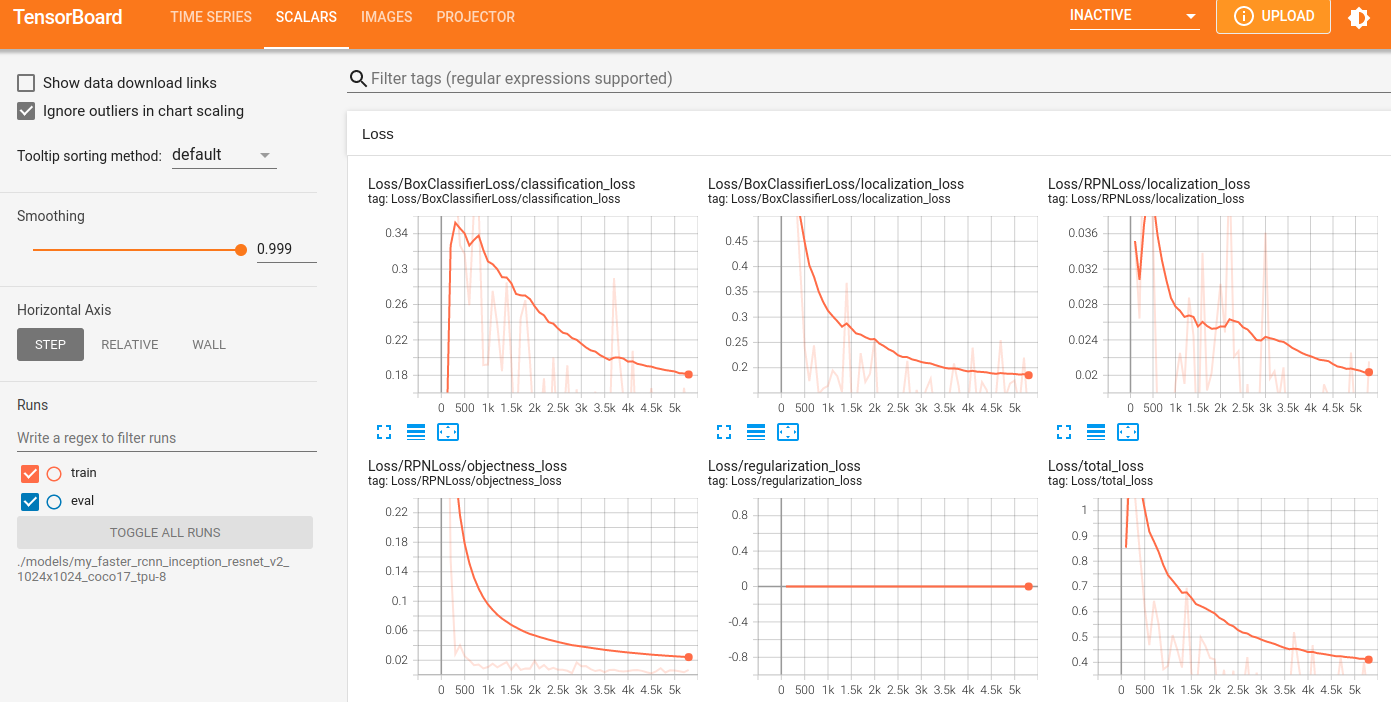 TensorBoard
TIME SERIES
SCALARS
IMAGES
PROJECTOR
INACTIVE
UPLOAD
Show data download links
Ignore outliers in chart scaling
Tooltip sorting method: default
Smoothing
0.999
Horizontal Axis
STEP
RELATIVE
WALL
Runs
Write a regex to filter runs
train
eval
TOGGLE ALL RUNS
./models/my_faster_rcnn_inception_resnet_v2_
1024x1024_coco17_tpu-8
Filter tags (regular expressions supported)
Loss
Loss/BoxClassifierLoss/classification_loss
tag: Loss/BoxClassifierLoss/classification_loss
0.34
0.3
0.26
0.22
0.18
0 500 1k 1.5k 2k 2.5k 3k 3.5k 4k 4.5k 5k
Loss/BoxClassifierLoss/localization_loss
tag: Loss/BoxClassifierLoss/localization_loss
0.45
0.4
0.35
0.3
0.25
0.2
0 500 1k 1.5k 2k 2.5k 3k 3.5k 4k 4.5k 5k
Loss/RPNLoss/localization_loss
tag: Loss/RPNLoss/localization_loss
0.036
0.032
0.028
0.024
0.02
0 500 1k 1.5k 2k 2.5k 3k 3.5k 4k 4.5k 5k
Loss/RPNLoss/objectness_loss
tag: Loss/RPNLoss/objectness_loss
0.22
0.18
0.14
0.1
0.06
0.02
0 500 1k 1.5k 2k 2.5k 3k 3.5k 4k 4.5k 5k
Loss/regularization_loss
tag: Loss/regularization_loss
0.8
0.4
0
-0.4
-0.8
0 500 1k 1.5k 2k 2.5k 3k 3.5k 4k 4.5k 5k
Loss/total_loss
tag: Loss/total_loss
1
0.9
0.8
0.7
0.6
0.5
0.4
0 500 1k 1.5k 2k 2.5k 3k 3.5k 4k 4.5k 5k